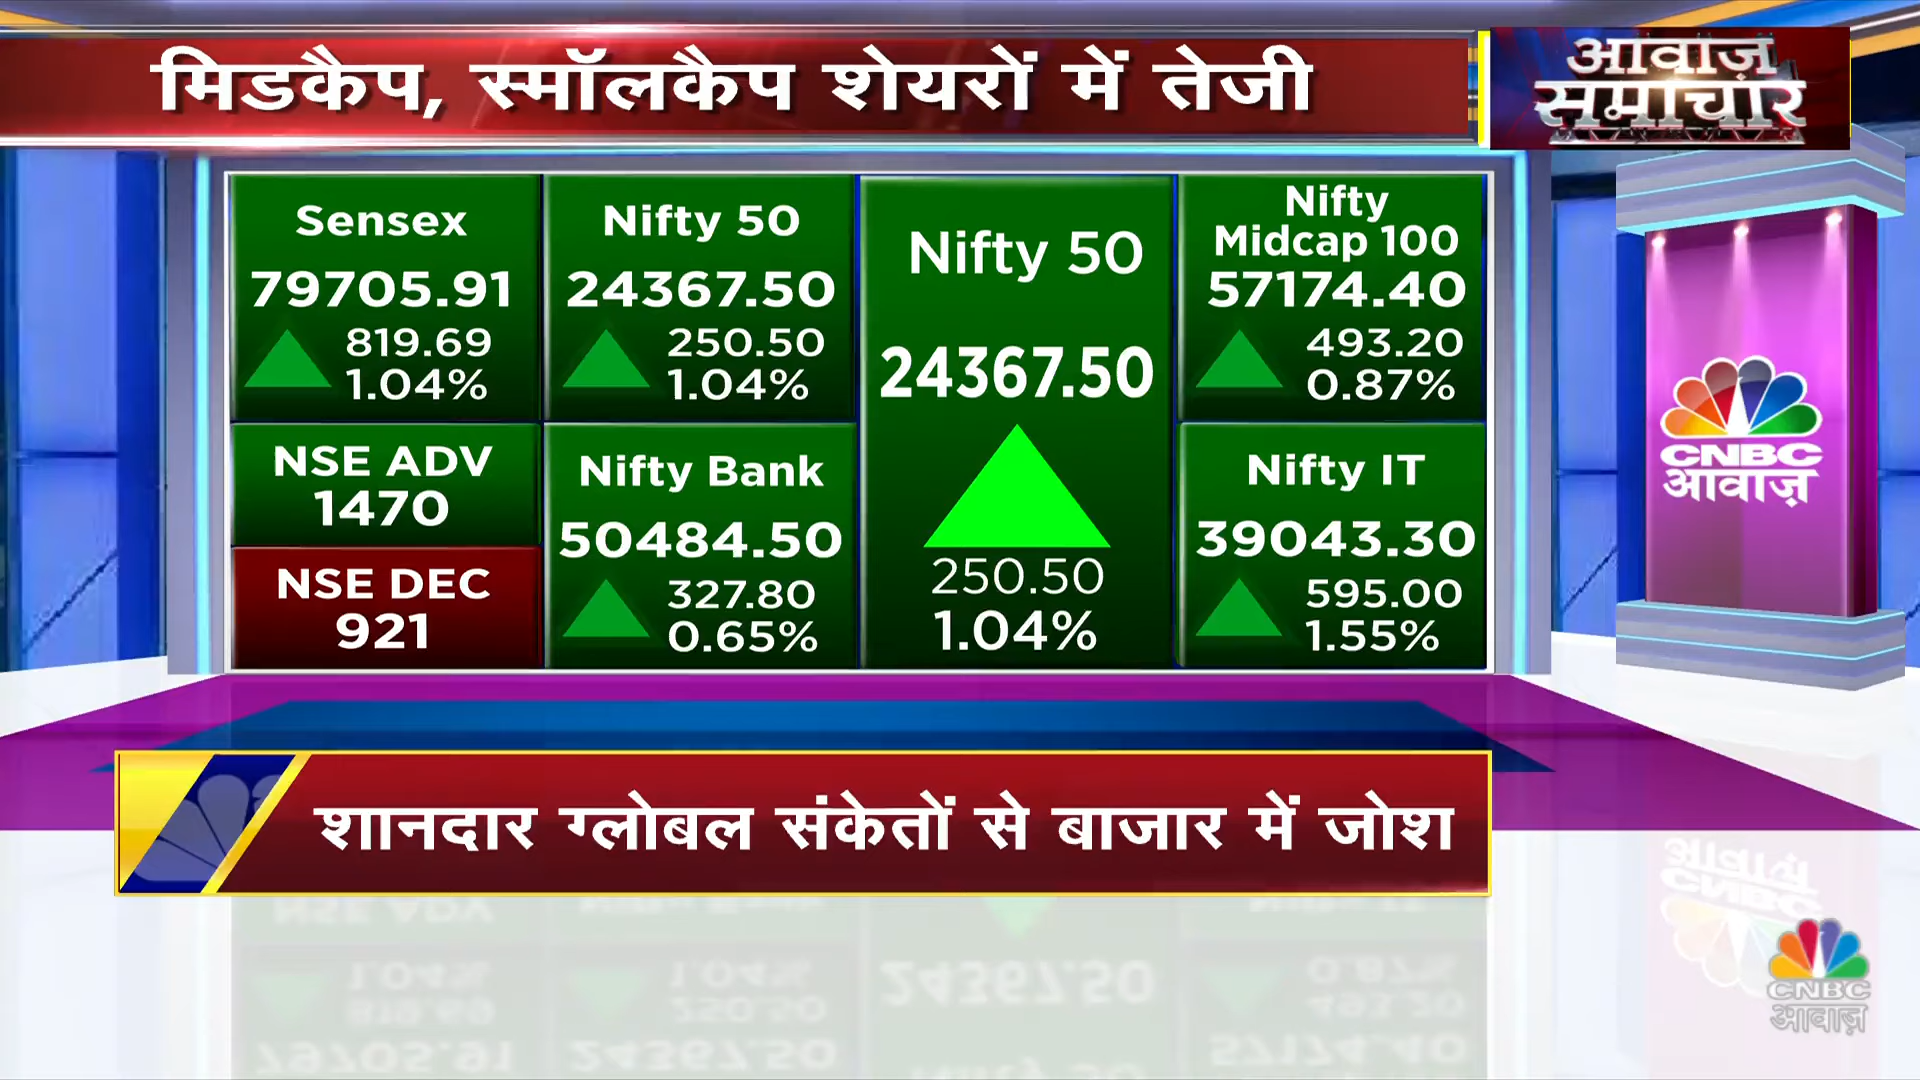 मिडकैप, स्मॉलकैप शेयरों में तेजी
आवाज़
समाचार
Sensex
79705.91
819.69
1.04%
NSE ADV
1470
NSE DEC
921
Nifty 50
24367.50
250.50
1.04%
Nifty Bank
50484.50
327.80
0.65%
Nifty 50
24367.50
250.50
1.04%
Nifty
Midcap 100
57174.40
493.20
0.87%
Nifty IT
39043.30
595.00
1.55%
CNBC
आवाज़
शानदार ग्लोबल संकेतों से बाजार में जोश
CNBC
आवाज़